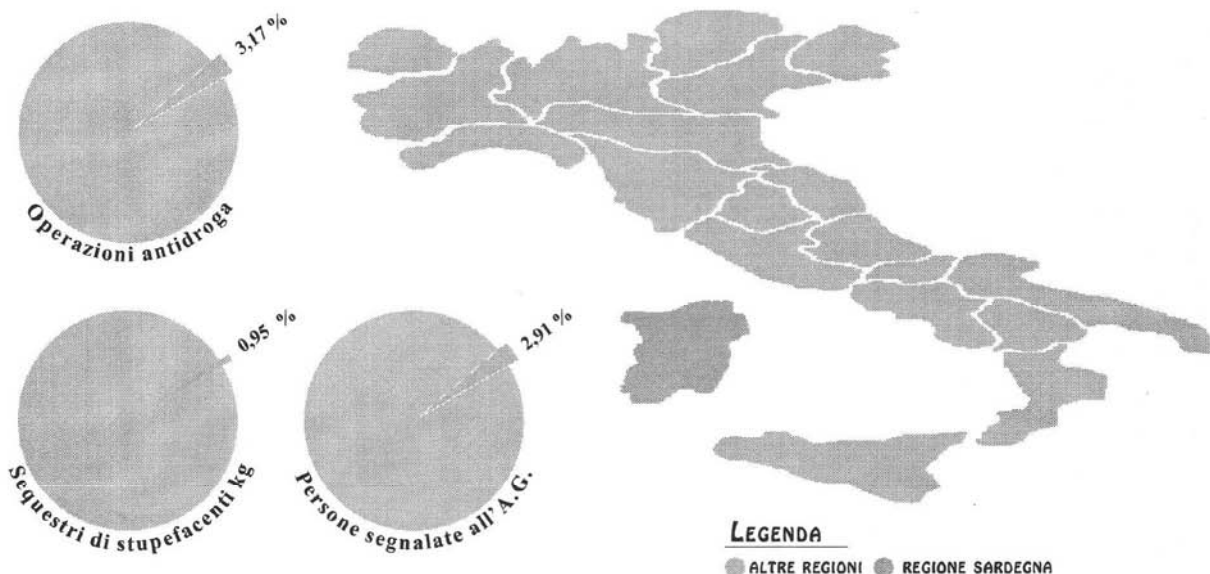 3,17 %
Operazioni antidroga
0,95 %
Sequestri di stupefacenti kg
2,91 %
Persone segnalate all'A.G.
LEGENDA
ALTRE REGIONI REGIONE SARDEGNA